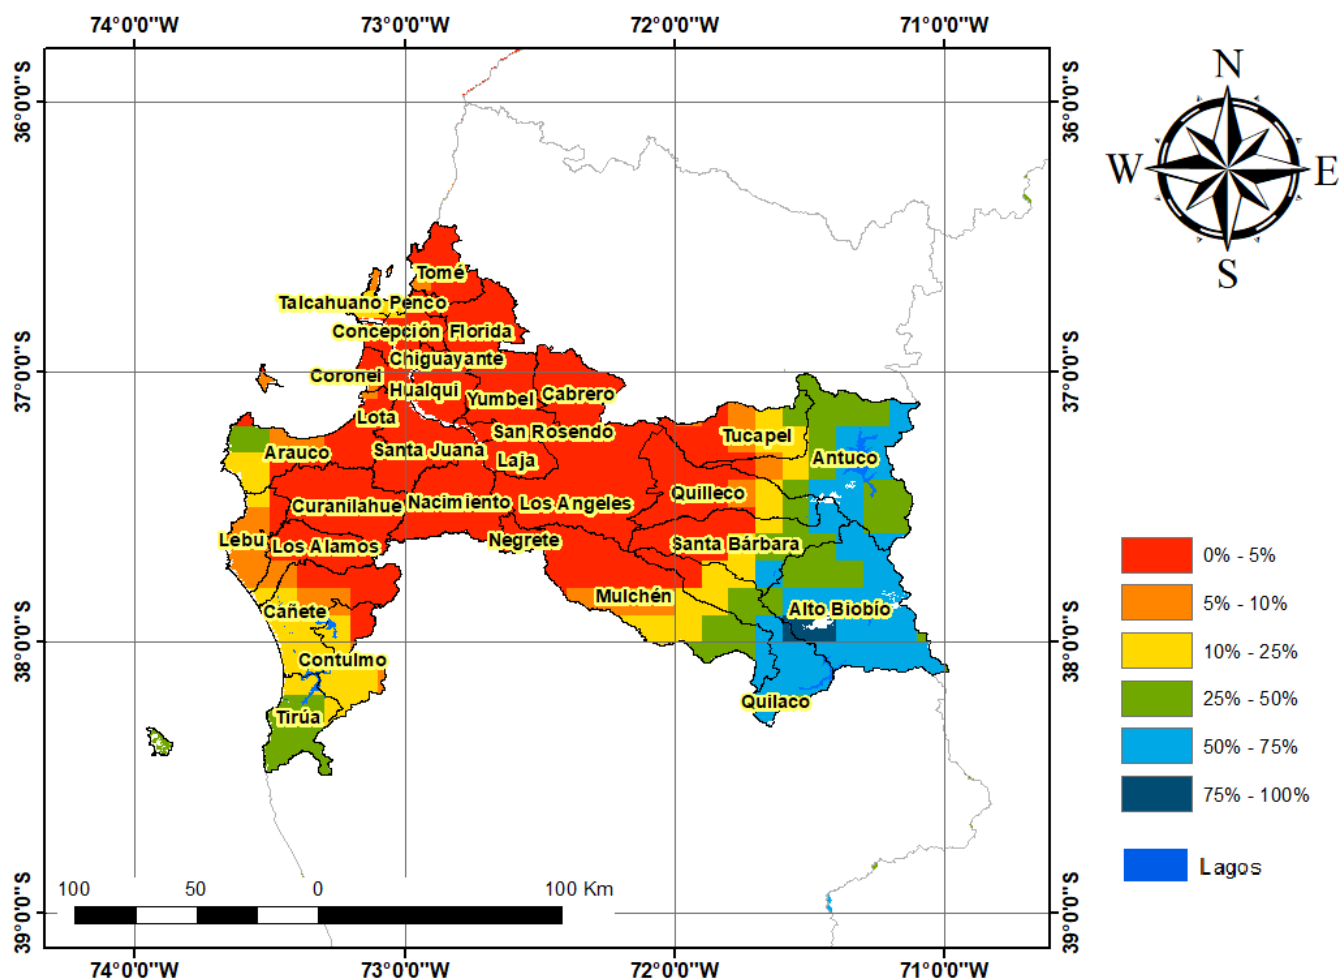 74°0'0"W 73°0'0"W 72°0'0"W 71°0'0"W
36°0'0"S 36°0'0"S
37°0'0"S 37°0'0"S
38°0'0"S 38°0'0"S
39°0'0"S 39°0'0"S
N
W E
S
Tomé
Talcahuano Penco
Concepción Florida
Chiguayante
Coronel
Hualqui
Yumbel Cabrero
Lota
San Rosendo
Tucapel
Arauco Santa Juana
Laja
Antuco
Curanilahue Nacimiento Los Angeles
Quilleco
Lebu Los Alamos
Negrete
Santa Bárbara
Mulchén
Cañete
Alto Biobío
Contulmo
Quilaco
Tirúa
0% - 5%
5% - 10%
10% - 25%
25% - 50%
50% - 75%
75% - 100%
Lagos
100 50 0 100 Km
74°0'0"W 73°0'0"W 72°0'0"W 71°0'0"W